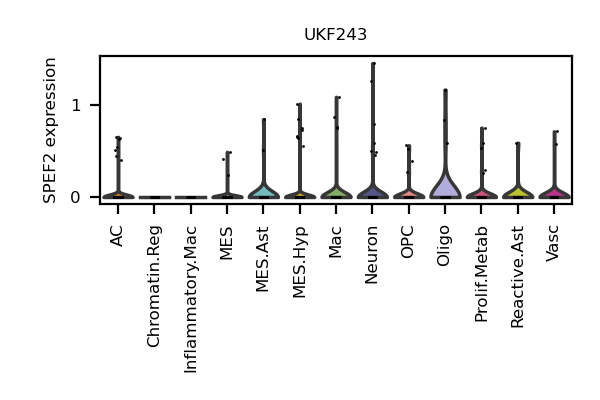 UKF243
SPEF2 expression
1
0
AC
Chromatin.Reg
Inflammatory.Mac
MES
MES.Ast
MES.Hyp
Mac
Neuron
OPC
Oligo
Prolif.Metab
Reactive.Ast
Vasc